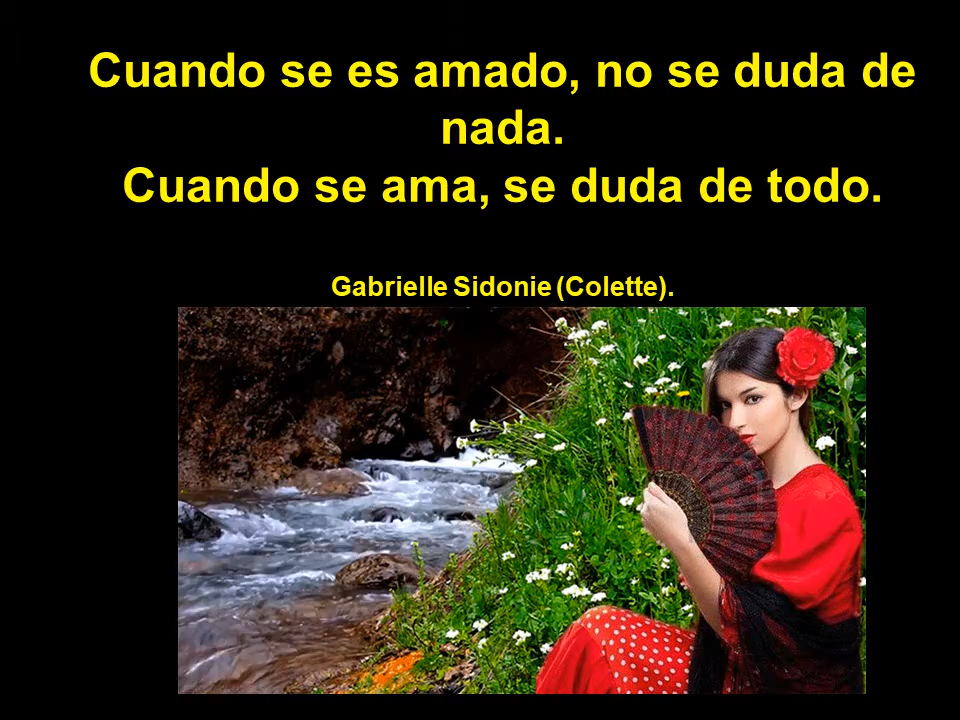 Cuando se es amado, no se duda de
nada.
Cuando se ama, se duda de todo.
Gabrielle Sidonie (Colette).